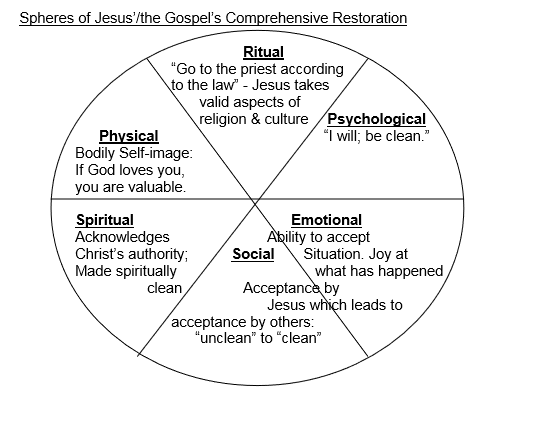 Spheres of Jesus’/the Gospel’s Comprehensive Restoration
Ritual
“Go to the priest according
to the law” - Jesus takes
valid aspects of
religion & culture
Psychological
“I will; be clean.”
Physical
Bodily Self-image:
If God loves you,
you are valuable.
Spiritual
Acknowledges
Christ’s authority;
Made spiritually
clean
Emotional
Ability to accept
Situation. Joy at
what has happened
Social
Acceptance by
Jesus which leads to
acceptance by others:
“unclean” to “clean”